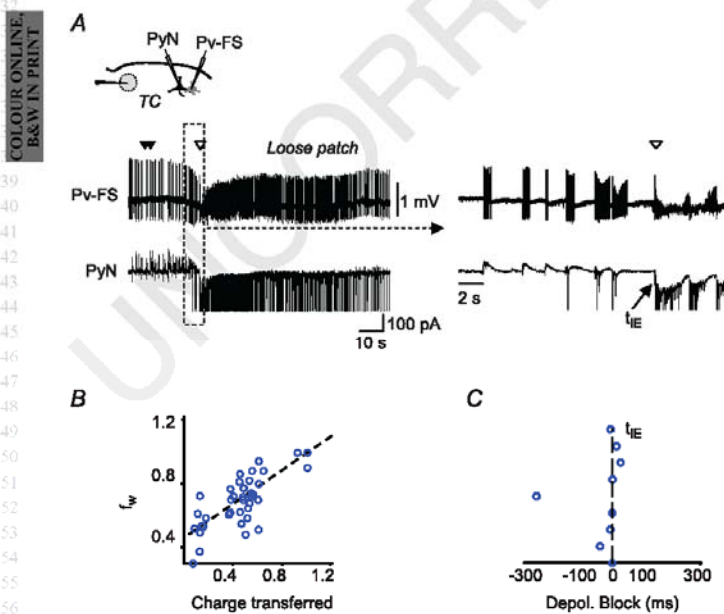 COLOUR ONLINE,
B&W IN PRINT
A
PyN
Pv-FS
TC
Loose patch
Pv-FS
1 mV
PyN
100 pA
10 s
2 s
tIE
B
1.2
0.8
0.4
fw
0.4 0.8 1.2
Charge transferred
C
tIE
-300 -100 0 100 300
Depol. Block (ms)
39
40
41
42
43
44
45
46
47
48
49
50
51
52
53
54
55
56
UNCORR